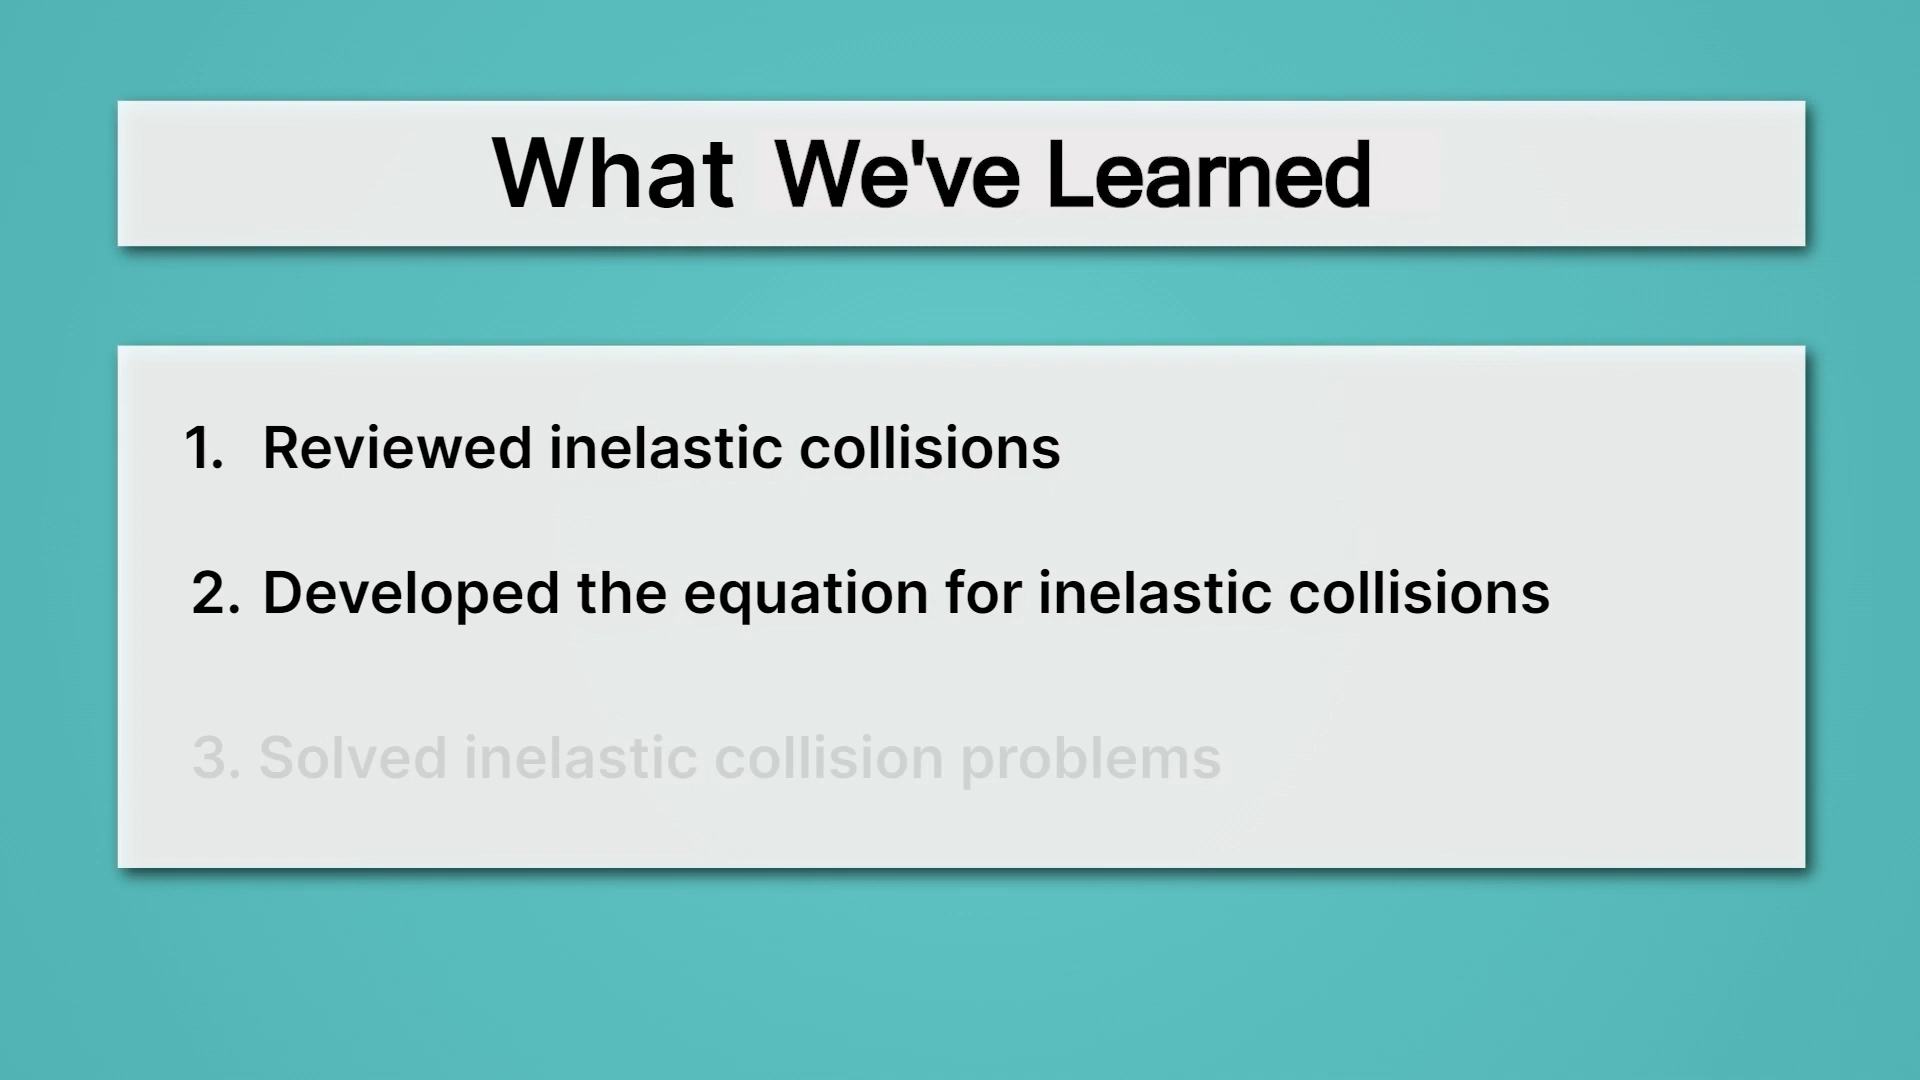 What We've Learned
1. Reviewed inelastic collisions
2. Developed the equation for inelastic collisions
3. Solved inelastic collision problems